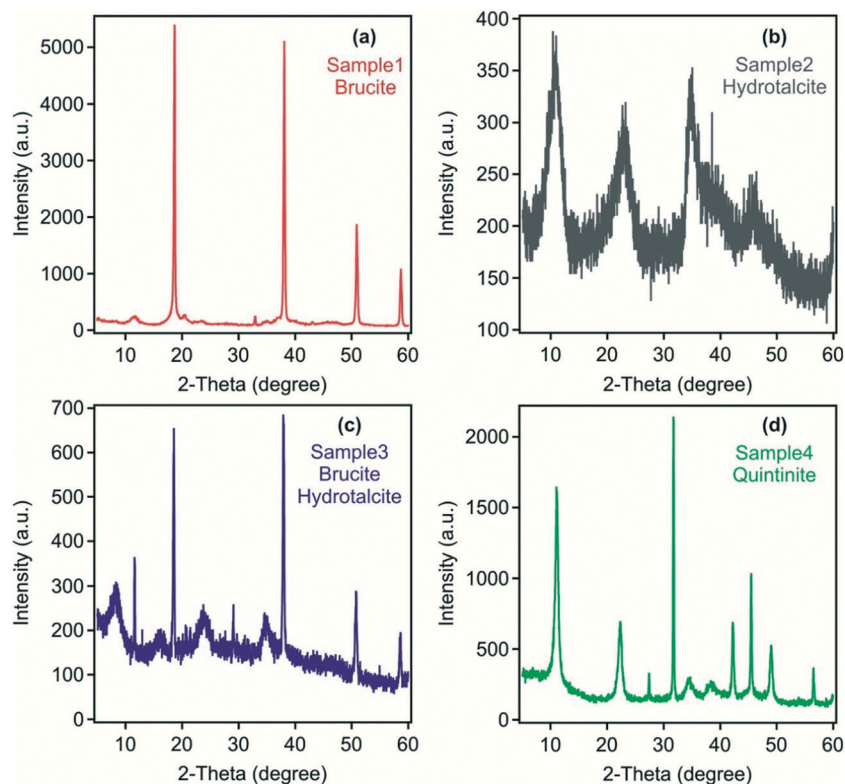 (a)
Sample1
Brucite
Intensity (a.u.)
5000
4000
3000
2000
1000
0
10 20 30 40 50 60
2-Theta (degree)
(b)
Sample2
Hydrotalcite
Intensity (a.u.)
400
350
300
250
200
150
100
10 20 30 40 50 60
2-Theta (degree)
(c)
Sample3
Brucite
Hydrotalcite
Intensity (a.u.)
700
600
500
400
300
200
100
0
10 20 30 40 50 60
2-Theta (degree)
(d)
Sample4
Quintinite
Intensity (a.u.)
2000
1500
1000
500
0
10 20 30 40 50 60
2-Theta (degree)